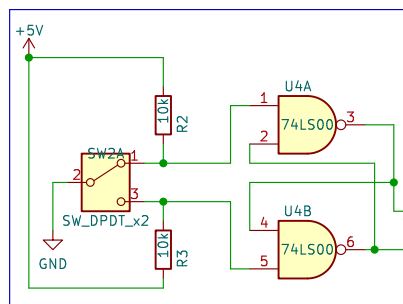 +5V
10k
R2
U4A
1
2
3
74LS00
SW2A
1
2
3
SW_DPDT_x2
GND
10k
R3
U4B
4
5
6
74LS00